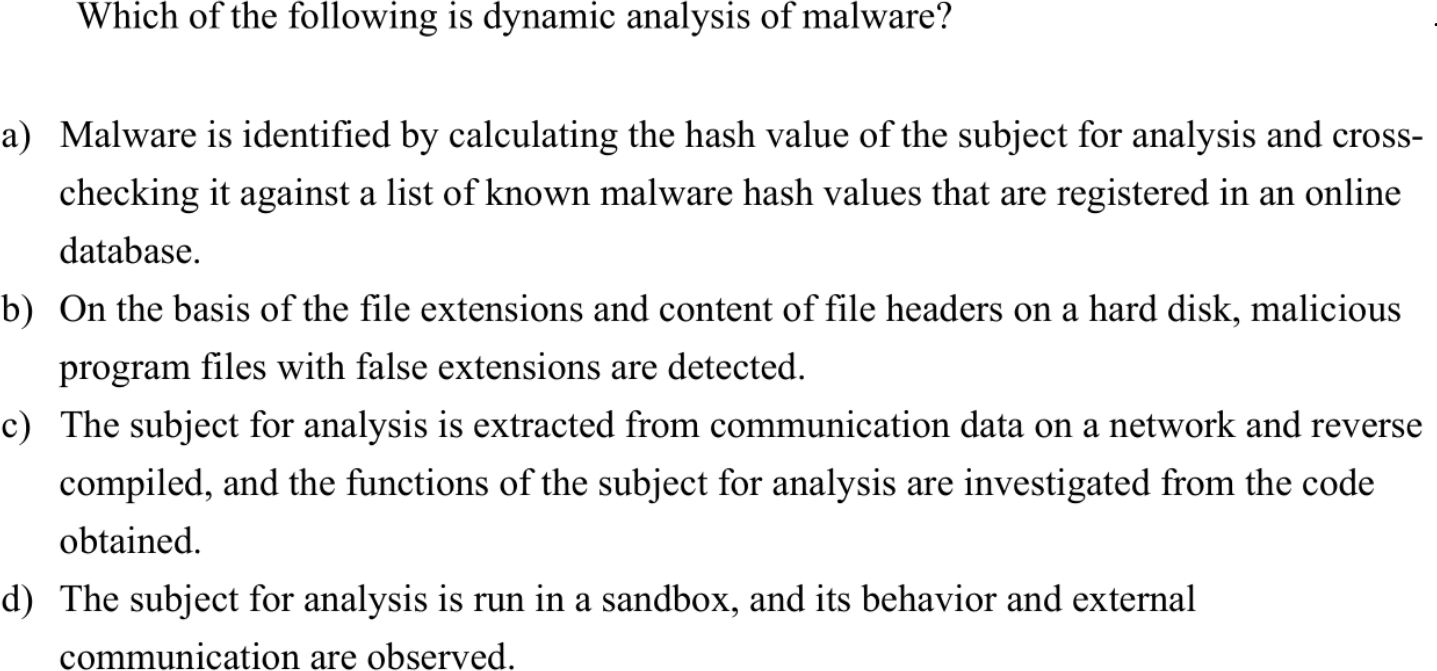 Which of the following is dynamic analysis of malware?
a) Malware is identified by calculating the hash value of the subject for analysis and cross-
checking it against a list of known malware hash values that are registered in an online
database.
b) On the basis of the file extensions and content of file headers on a hard disk, malicious
program files with false extensions are detected.
c) The subject for analysis is extracted from communication data on a network and reverse
compiled, and the functions of the subject for analysis are investigated from the code
obtained.
d) The subject for analysis is run in a sandbox, and its behavior and external
communication are observed.